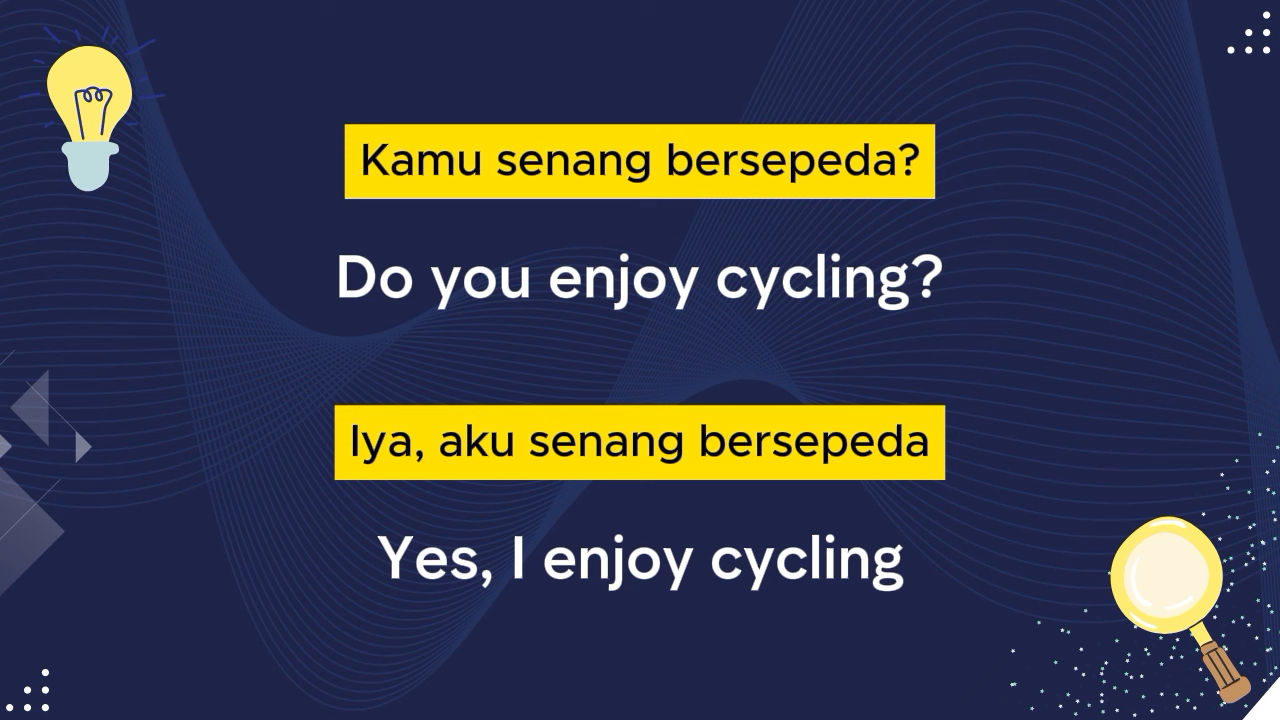 Kamu senang bersepeda?
Do you enjoy cycling?
Iya, aku senang bersepeda
Yes, I enjoy cycling